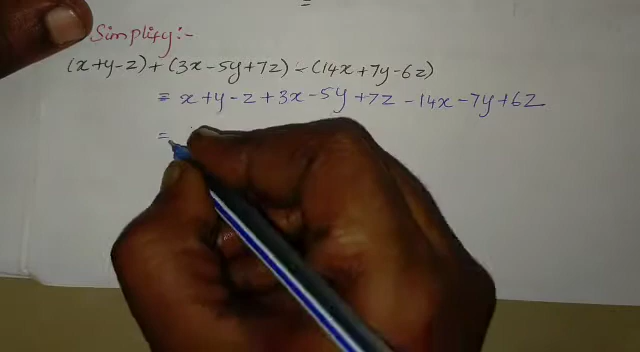 Simplify:-
(x+y-z)+(3x-5y+7z)-(14x+7y-6z)
= x+y-z+3x-5y+7z-14x-7y+6z
=